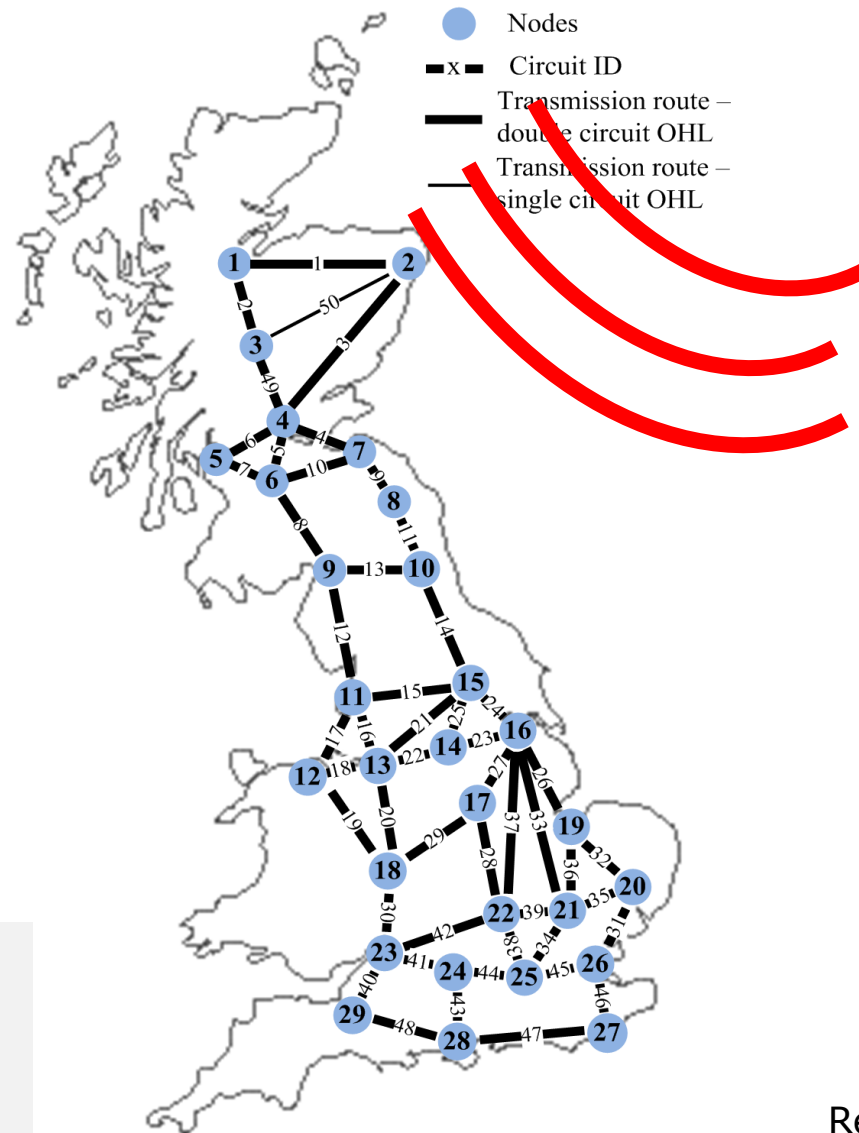 Nodes
x Circuit ID
Transmission route –
double circuit OHL
Transmission route –
single circuit OHL
1 1 2
2 50
3 3
49
4
6 4
5 5 7
7 6 10 9
8
8 11
9 13 10
12 14
11 15 15
17 16 21 25 24
12 18 13 22 14 23 16
19 20 27 37 33 26
17 19
29 28 36 32
18 20
30 22 39 21 35
42 38 34 31
23 41 24 44 25 45 26
40 43 46
29 48 28 47 27
Re